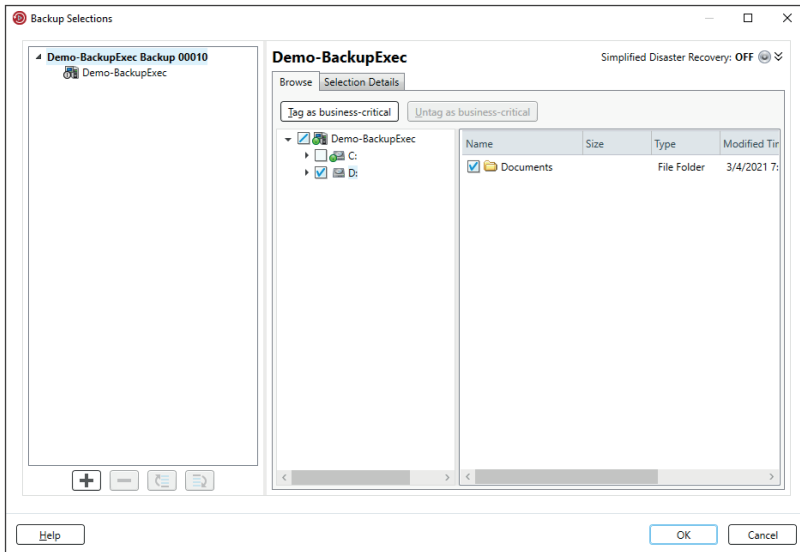 Backup Selections
Demo-BackupExec Backup 00010
Demo-BackupExec
Demo-BackupExec
Simplified Disaster Recovery: OFF
Browse
Selection Details
Tag as business-critical
Untag as business-critical
Demo-BackupExec
C:
D:
Name
Size
Type
Modified Tir
Documents
File Folder
3/4/2021 7:
Help
OK
Cancel